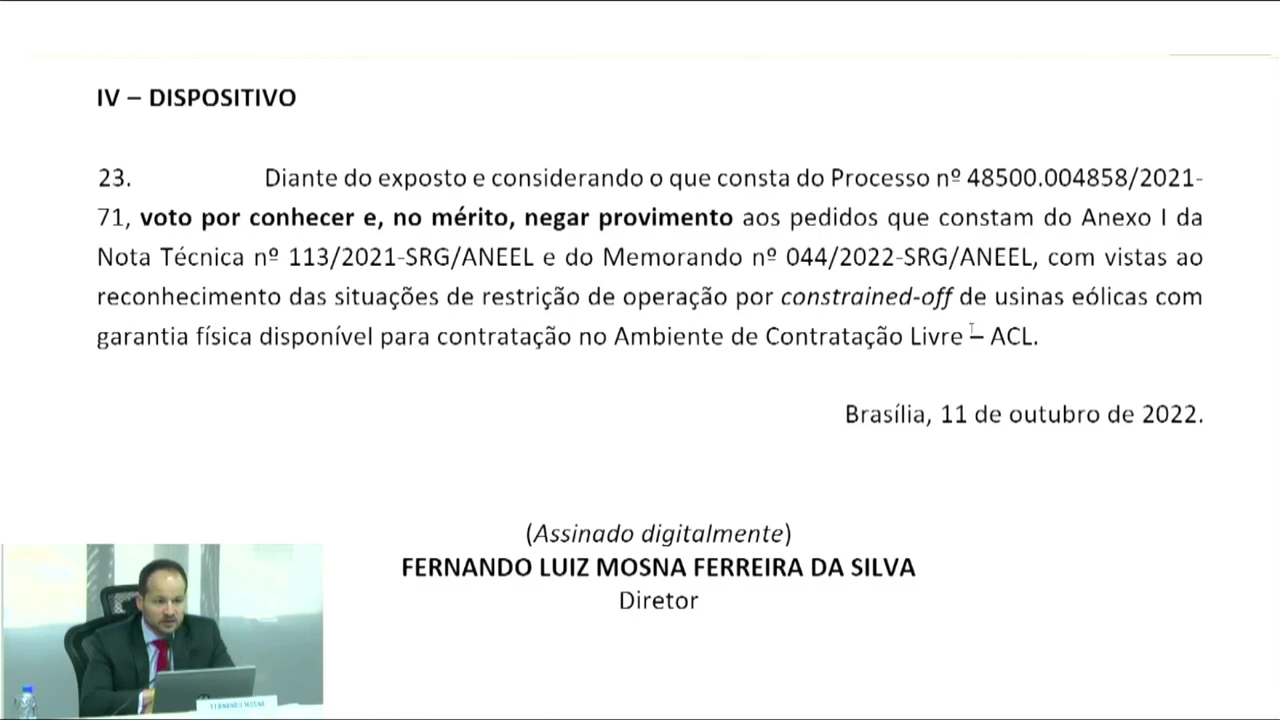 IV – DISPOSITIVO
23. Diante do exposto e considerando o que consta do Processo nº 48500.004858/2021-
71, voto por conhecer e, no mérito, negar provimento aos pedidos que constam do Anexo I da
Nota Técnica nº 113/2021-SRG/ANEEL e do Memorando nº 044/2022-SRG/ANEEL, com vistas ao
reconhecimento das situações de restrição de operação por constrained-off de usinas eólicas com
garantia física disponível para contratação no Ambiente de Contratação Livre – ACL.
Brasília, 11 de outubro de 2022.
(Assinado digitalmente)
FERNANDO LUIZ MOSNA FERREIRA DA SILVA
Diretor
FERNANDO MOSNA